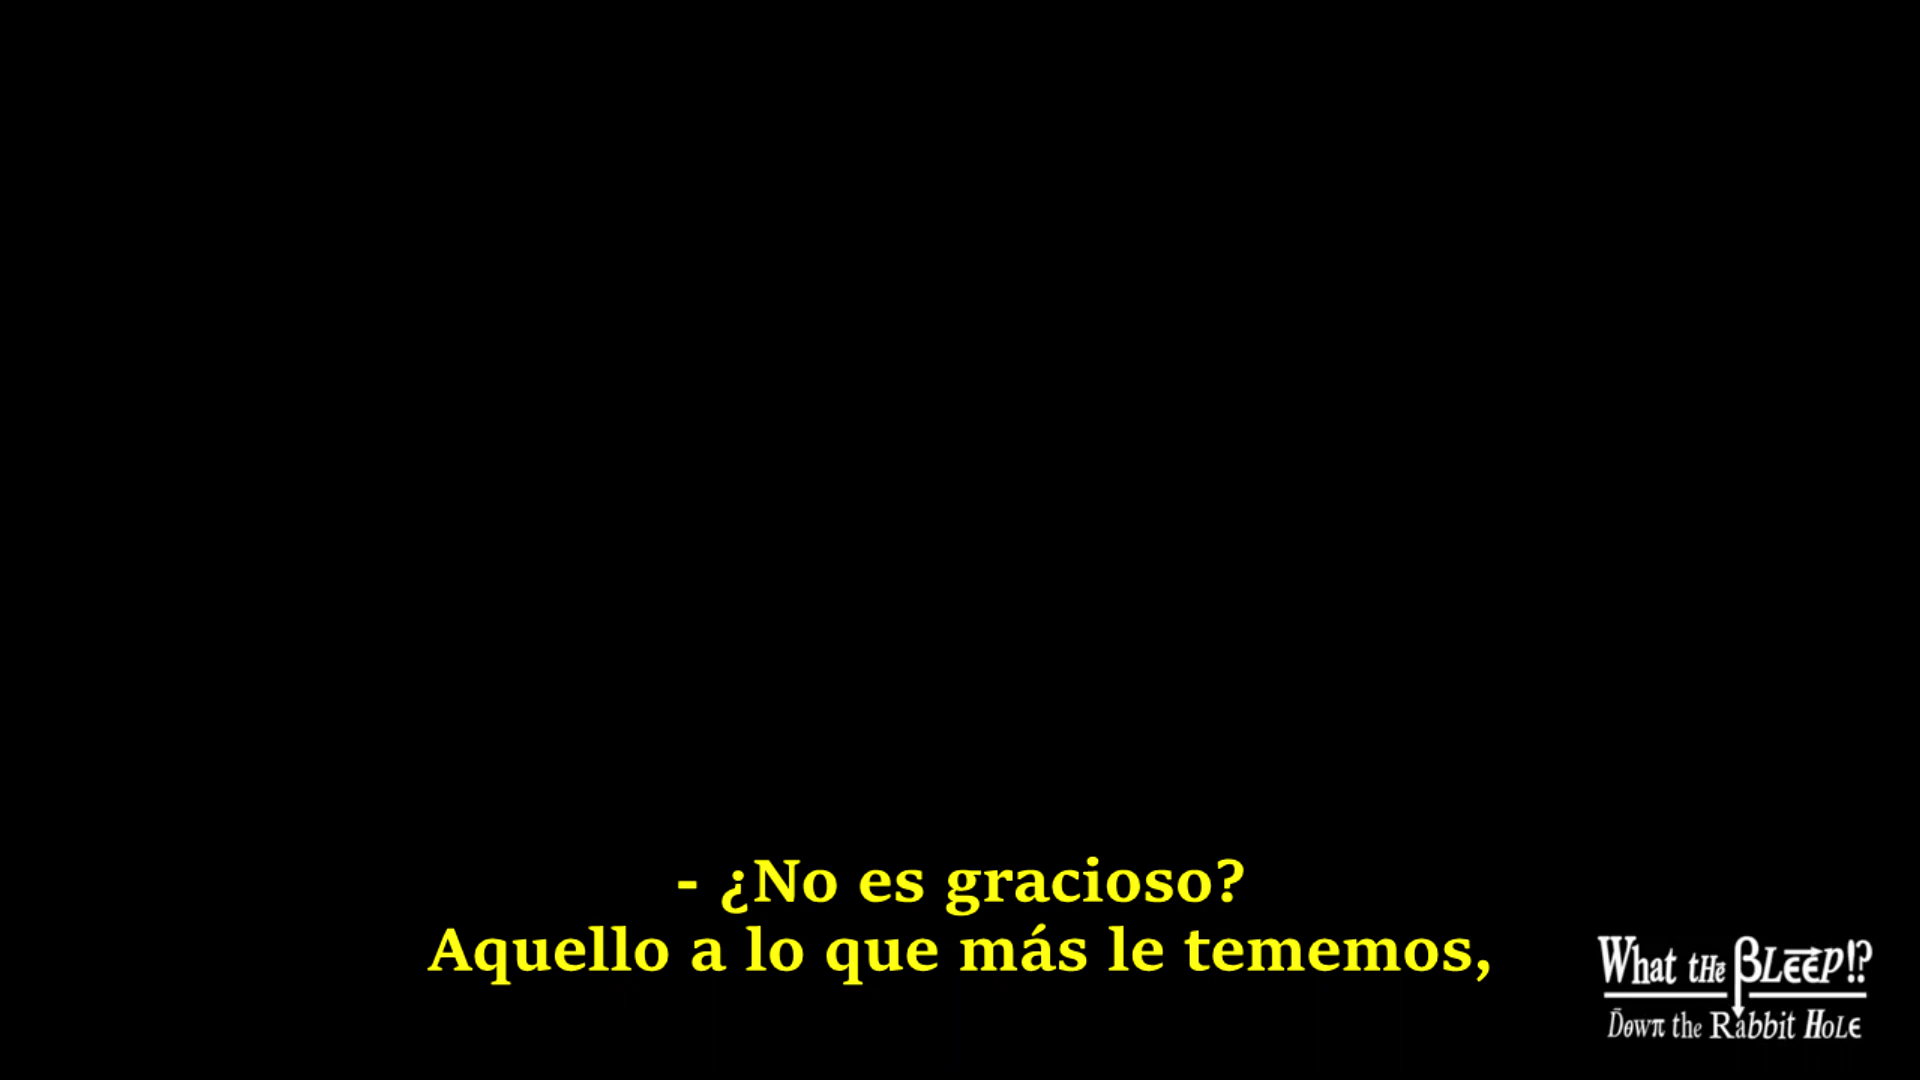 - ¿No es gracioso?
Aquello a lo que más le tememos,
What tHe βLEEP!?
Down the Rabbit HoLE